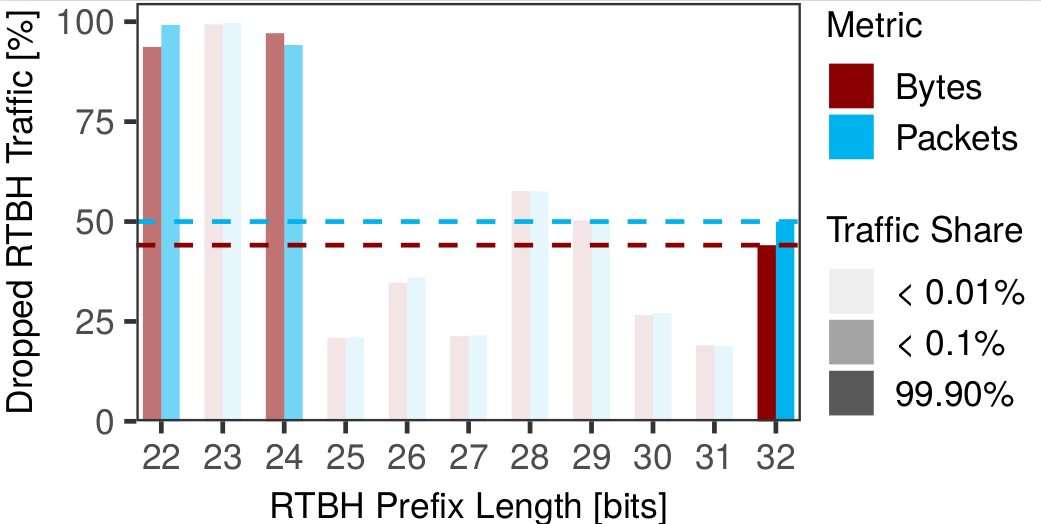 Dropped RTBH Traffic [%]
100
75
50
25
0
22 23 24 25 26 27 28 29 30 31 32
RTBH Prefix Length [bits]
Metric
Bytes
Packets
Traffic Share
< 0.01%
< 0.1%
99.90%